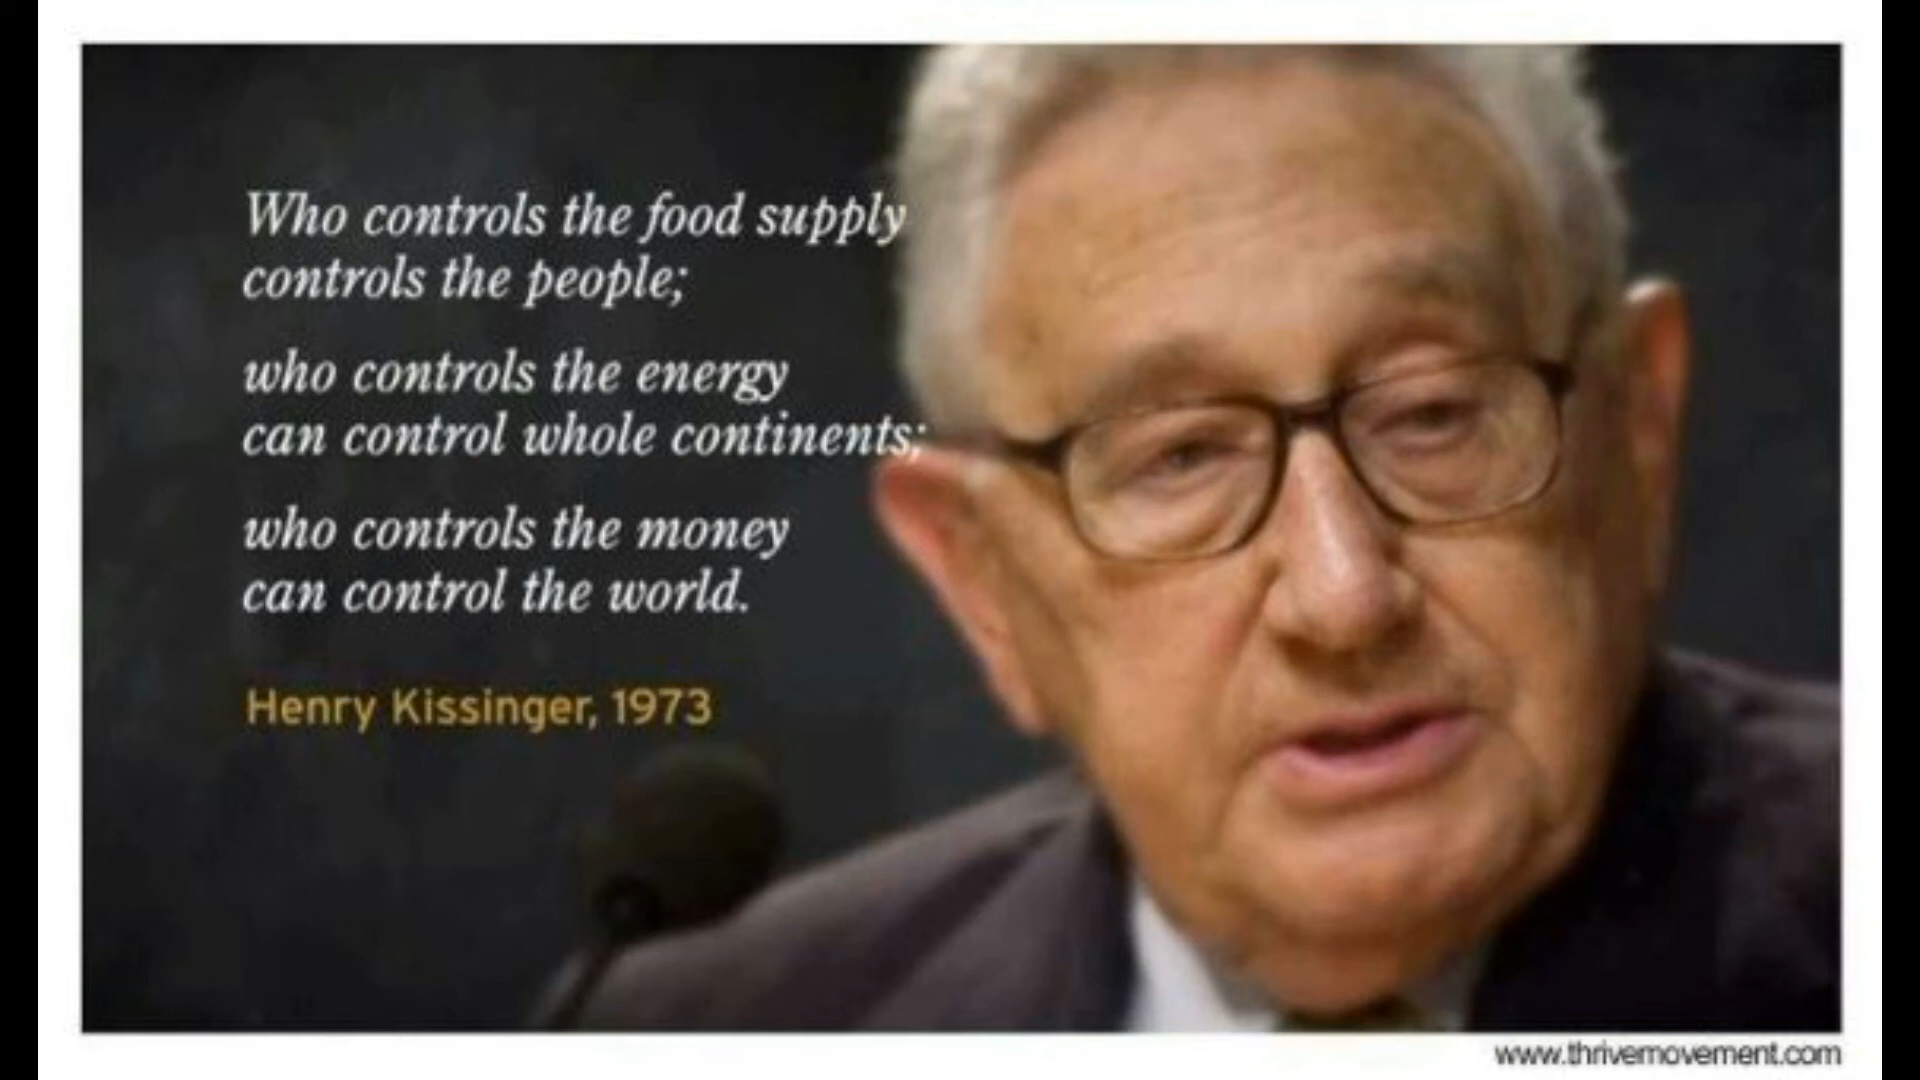 Who controls the food supply
controls the people;
who controls the energy
can control whole continents;
who controls the money
can control the world.
Henry Kissinger, 1973
www.thrivemovement.com